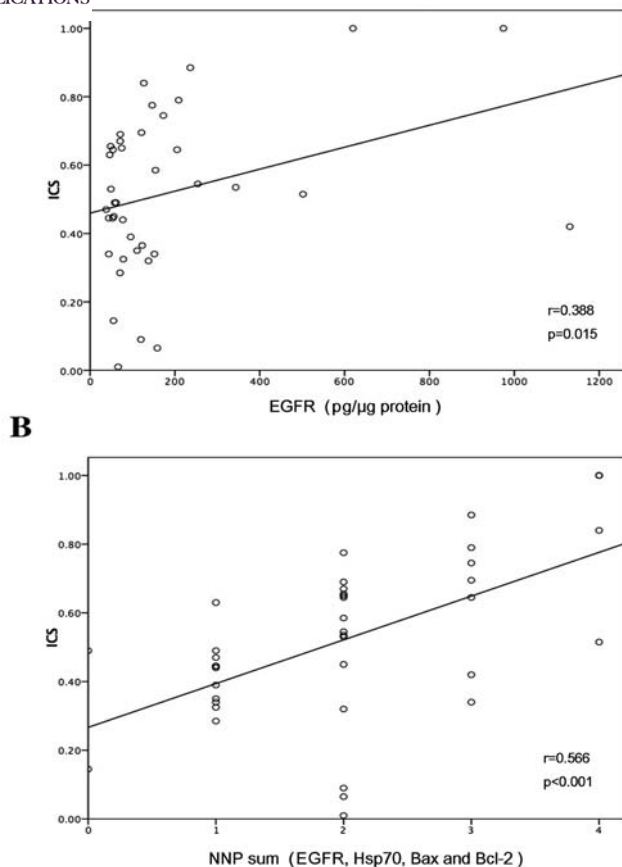 1.00
0.80
0.60
0.40
0.20
0.00
ICS
r=0.388
p=0.015
0 200 400 600 800 1000 1200
EGFR (pg/μg protein)
B
1.00
0.80
0.60
0.40
0.20
0.00
ICS
r=0.566
p<0.001
0 1 2 3 4
NNP sum (EGFR, Hsp70, Bax and Bcl-2)